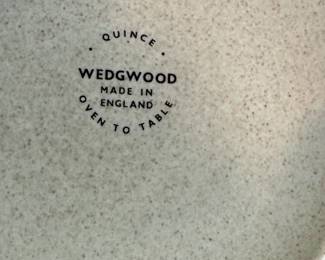 · QUINCE ·
WEDGWOOD
MADE IN
ENGLAND
OVEN TO TABLE